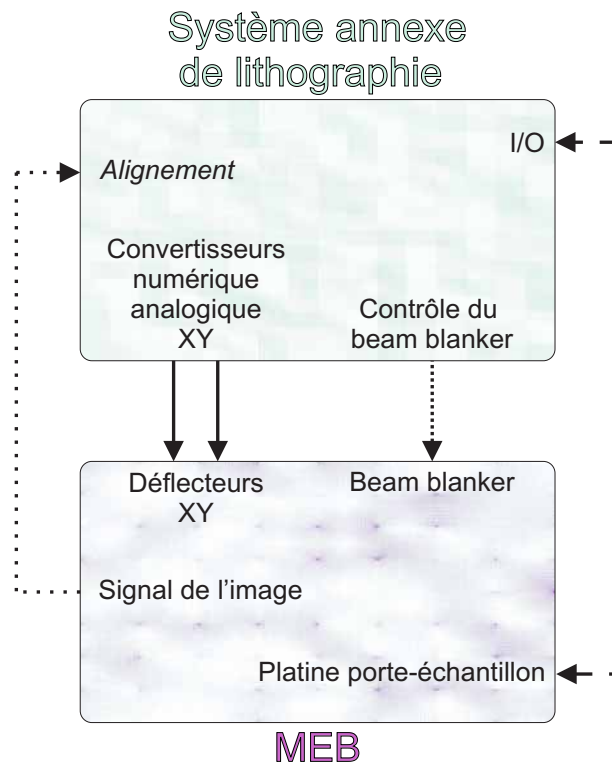 Système annexe
de lithographie
I/O
Alignement
Convertisseurs
numérique
analogique
XY
Contrôle du
beam blanker
Déflecteurs
XY
Beam blanker
Signal de l'image
Platine porte-échantillon
MEB